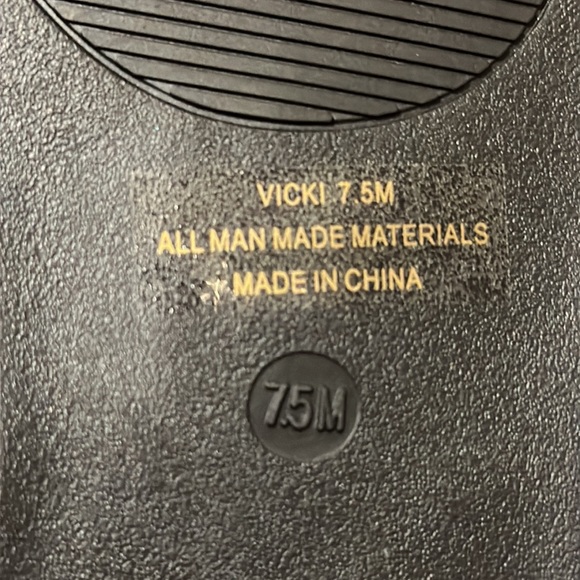 VICKI 7.5M
ALL MAN MADE MATERIALS
MADE IN CHINA
7.5M